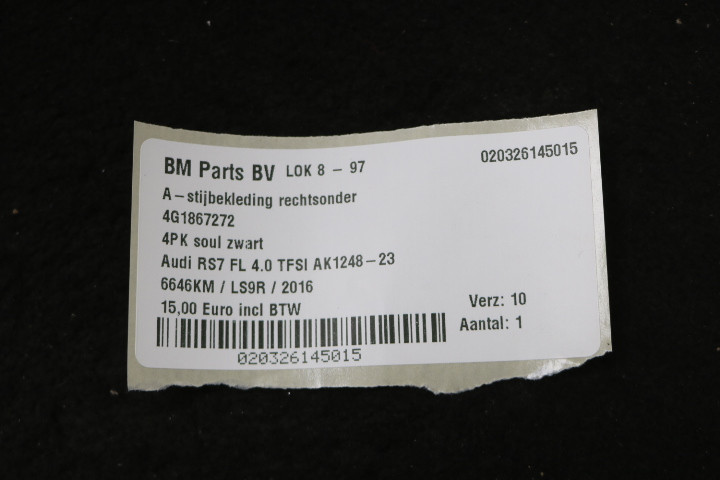 BM Parts BV LOK 8 - 97 020326145015
A-stijbekleding rechtsonder
4G1867272
4PK soul zwart
Audi RS7 FL 4.0 TFSI AK1248-23
6646KM / LS9R / 2016
15,00 Euro incl BTW
Verz: 10
Aantal: 1
020326145015